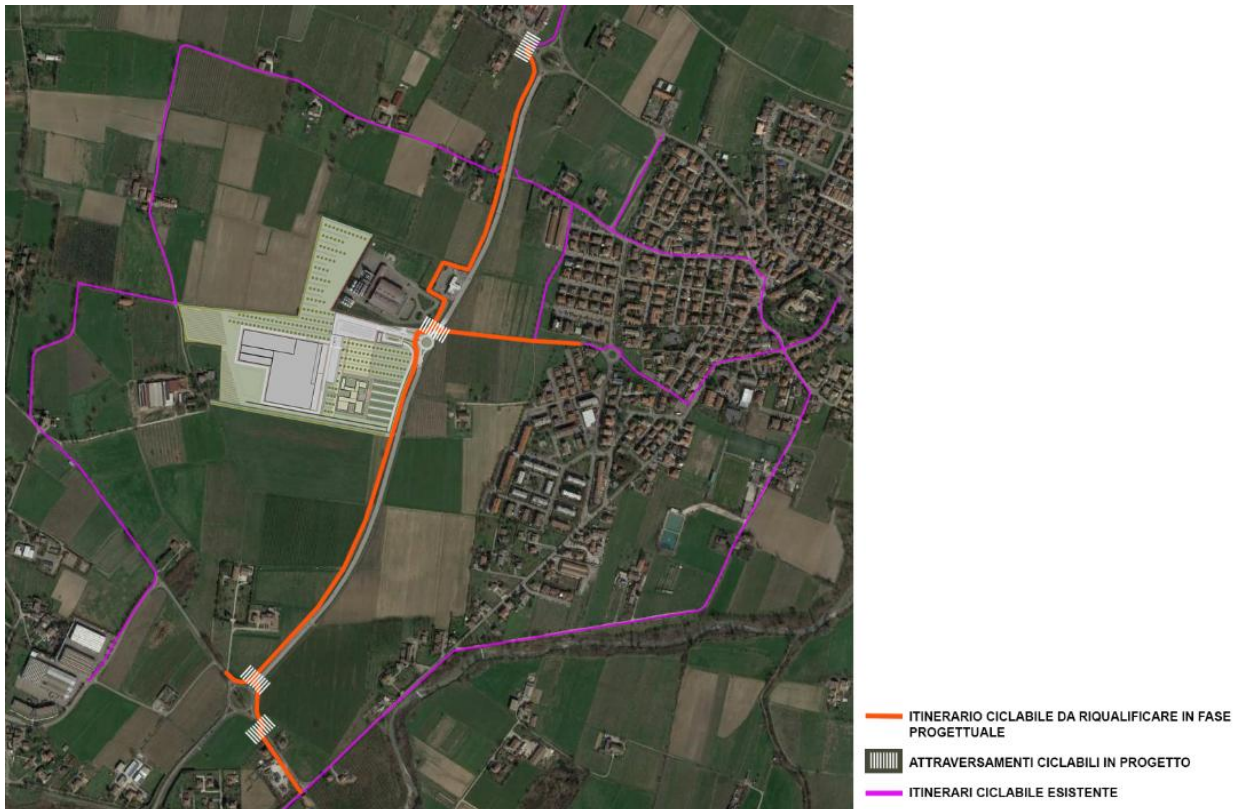 ITINERARIO CICLABILE DA RIQUALIFICARE IN FASE
PROGETTUALE
ATTRAVERSAMENTI CICLABILI IN PROGETTO
ITINERARI CICLABILE ESISTENTE